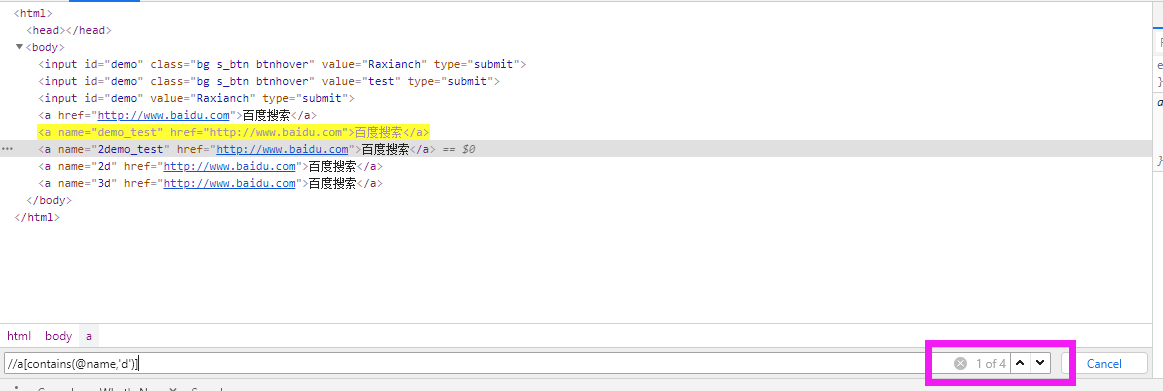 <html>
<head></head>
<body>
<input id="demo" class="bg s_btn btnhover" value="Raxianch" type="submit">
<input id="demo" class="bg s_btn btnhover" value="test" type="submit">
<input id="demo" value="Raxianch" type="submit">
<a href="http://www.baidu.com">百度搜索</a>
<a name="demo_test" href="http://www.baidu.com">百度搜索</a>
<a name="2demo_test" href="http://www.baidu.com">百度搜索</a> == $0
<a name="2d" href="http://www.baidu.com">百度搜索</a>
<a name="3d" href="http://www.baidu.com">百度搜索</a>
</body>
</html>
html body a
//a[contains(@name,'d')] 1 of 4 Cancel